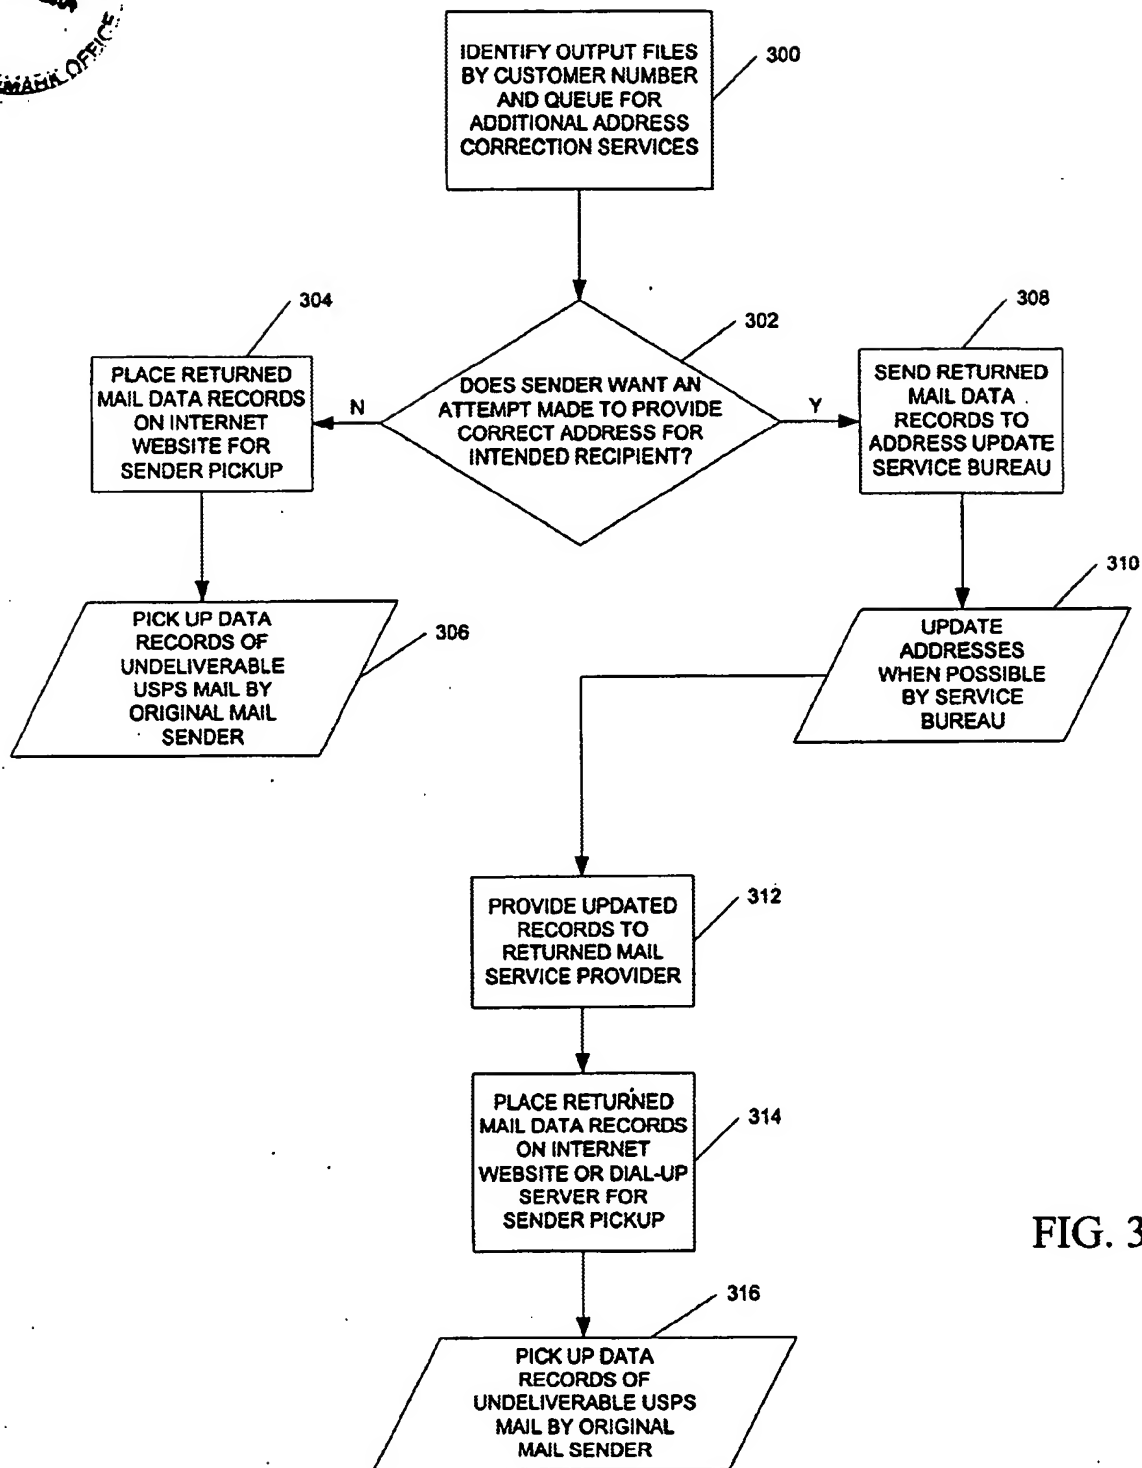 EMARK OFFICE
IDENTIFY OUTPUT FILES
BY CUSTOMER NUMBER
AND QUEUE FOR
ADDITIONAL ADDRESS
CORRECTION SERVICES
300
304
302
308
PLACE RETURNED
MAIL DATA RECORDS
ON INTERNET
WEBSITE FOR
SENDER PICKUP
N
DOES SENDER WANT AN
ATTEMPT MADE TO PROVIDE
CORRECT ADDRESS FOR
INTENDED RECIPIENT?
Y
SEND RETURNED
MAIL DATA
RECORDS TO
ADDRESS UPDATE
SERVICE BUREAU
310
PICK UP DATA
RECORDS OF
UNDELIVERABLE
USPS MAIL BY
ORIGINAL MAIL
SENDER
306
UPDATE
ADDRESSES
WHEN POSSIBLE
BY SERVICE
BUREAU
PROVIDE UPDATED
RECORDS TO
RETURNED MAIL
SERVICE PROVIDER
312
PLACE RETURNED
MAIL DATA RECORDS
ON INTERNET
WEBSITE OR DIAL-UP
SERVER FOR
SENDER PICKUP
314
FIG. 3
316
PICK UP DATA
RECORDS OF
UNDELIVERABLE USPS
MAIL BY ORIGINAL
MAIL SENDER